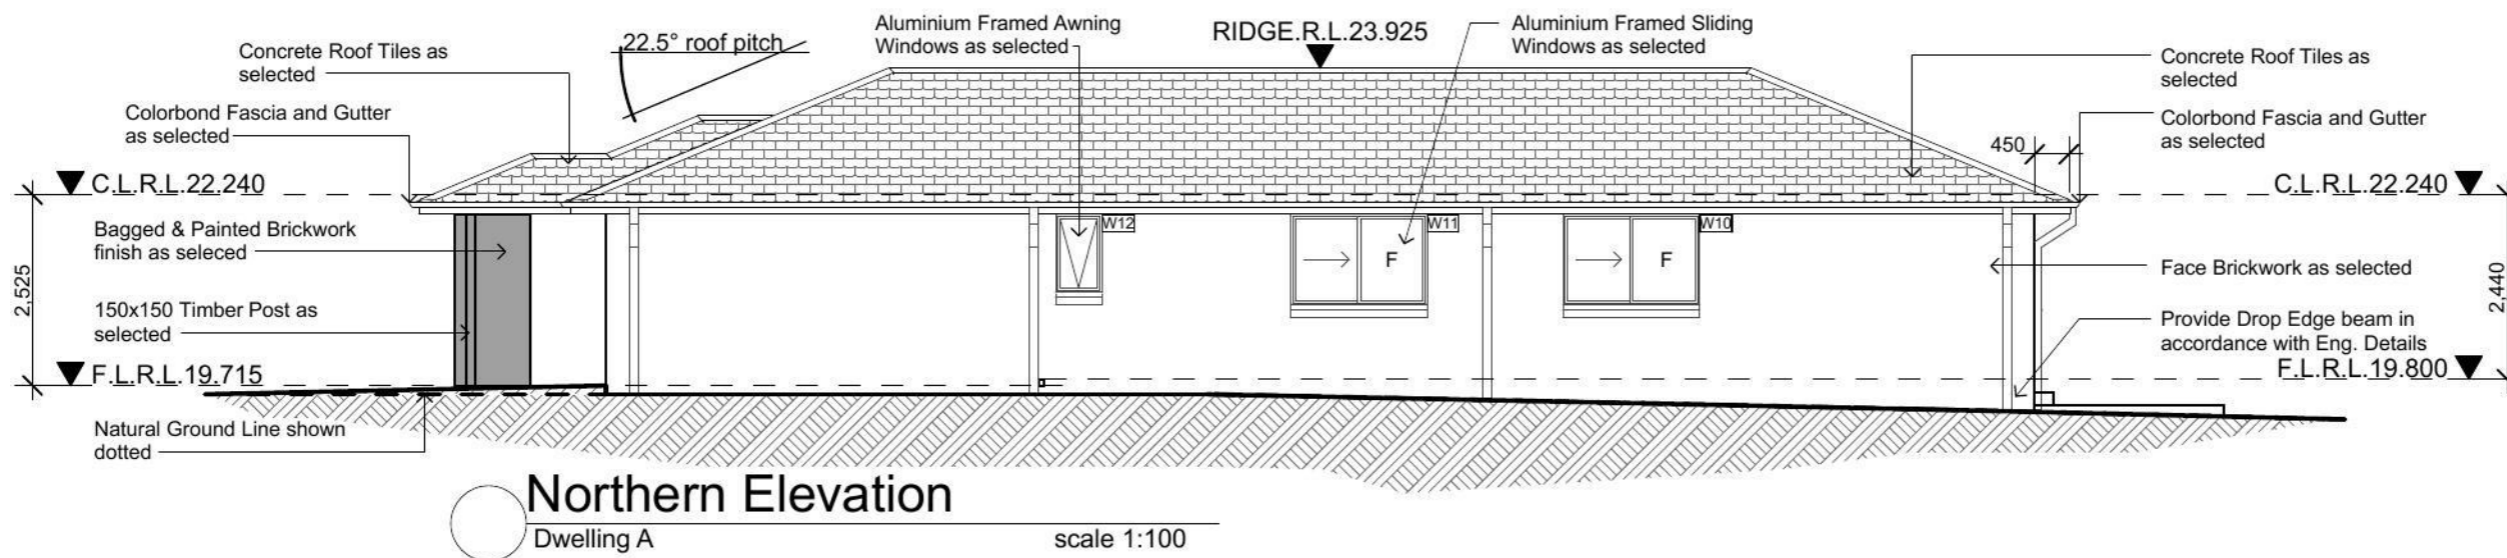 Aluminium Framed Awning
Windows as selected
RIDGE.R.L.23.925
Aluminium Framed Sliding
Windows as selected
22.5° roof pitch
Concrete Roof Tiles as
selected
Concrete Roof Tiles as
selected
Colorbond Fascia and Gutter
as selected
Colorbond Fascia and Gutter
as selected
450
C.L.R.L.22.240
C.L.R.L.22.240
Bagged & Painted Brickwork
finish as seleced
W12
W11
W10
F
F
Face Brickwork as selected
2,525
2,440
150x150 Timber Post as
selected
Provide Drop Edge beam in
accordance with Eng. Details
F.L.R.L.19.715
F.L.R.L.19.800
Natural Ground Line shown
dotted
Northern Elevation
Dwelling A
scale 1:100